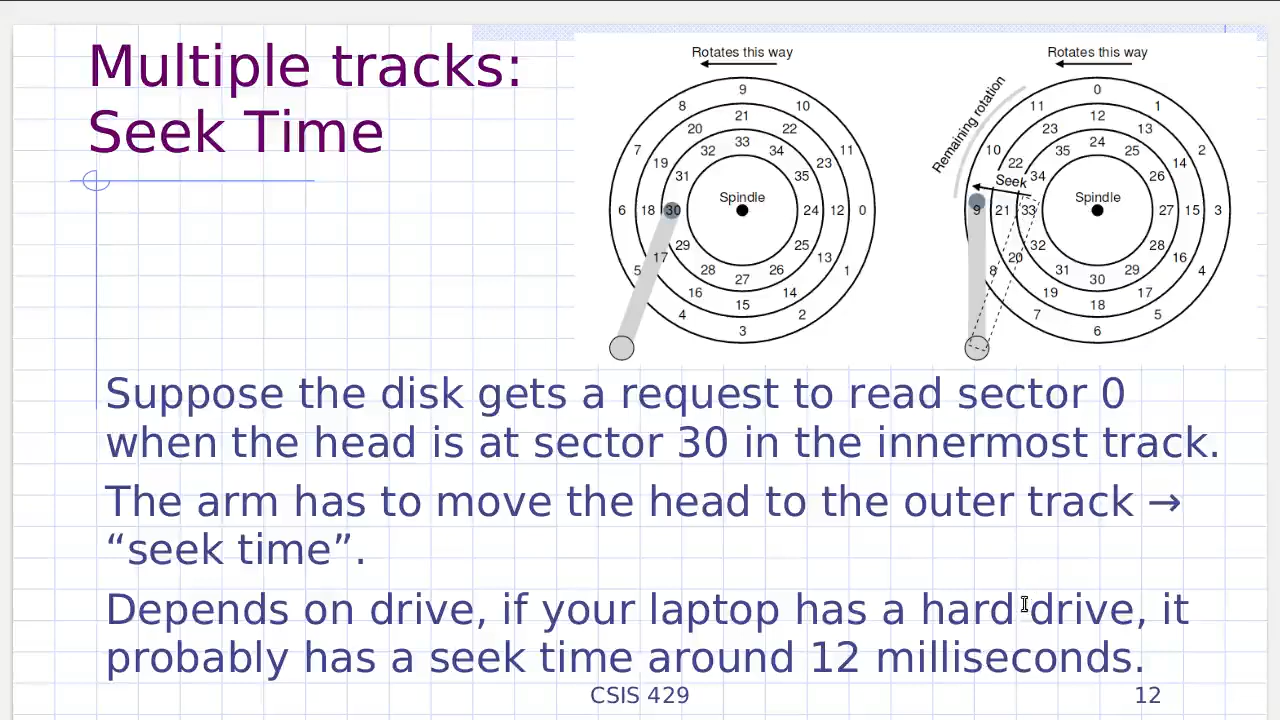 Multiple tracks:
Seek Time
Rotates this way
9
8 10
21
20 22
7 33 11
32 34
19 23
31 35
Spindle
6 18 30 24 12 0
29 25
17 13
5 28 26 1
27
16 14
15
4 2
3
Rotates this way
Remaining rotation
0
11 1
12
23 13
10 24 2
35 25
22 14
Seek 34 26
Spindle
9 21 33 27 15 3
32 28
20 16
8 31 29 4
30
19 17
18
7 5
6
Suppose the disk gets a request to read sector 0
when the head is at sector 30 in the innermost track.
The arm has to move the head to the outer track →
“seek time”.
Depends on drive, if your laptop has a hard drive, it
probably has a seek time around 12 milliseconds.
CSIS 429
12